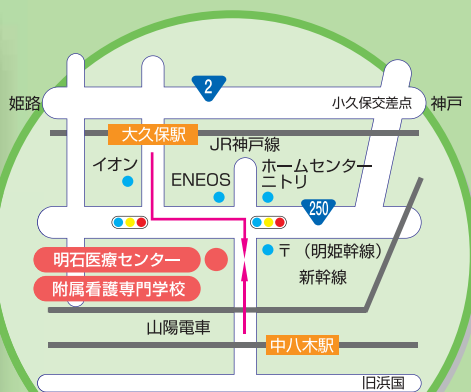 2
姫路
小久保交差点
神戸
大久保駅
JR神戸線
イオン
ENEOS
ホームセンター
ニトリ
250
明石医療センター
〒（明姫幹線）
附属看護専門学校
新幹線
山陽電車
中八木駅
旧浜国